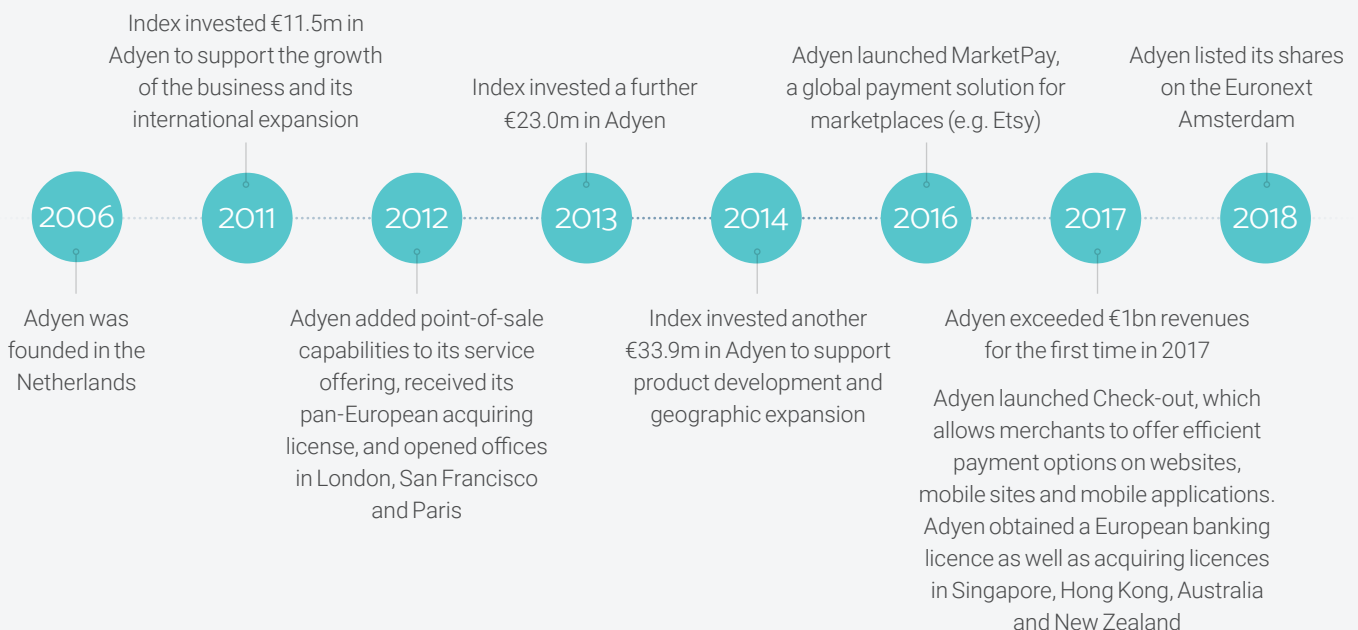 Index invested €11.5m in
Adyen to support the growth
of the business and its
international expansion
Index invested a further
€23.0m in Adyen
Adyen launched MarketPay,
a global payment solution for
marketplaces (e.g. Etsy)
Adyen listed its shares
on the Euronext
Amsterdam
2006
2011
2012
2013
2014
2016
2017
2018
Adyen was
founded in the
Netherlands
Adyen added point-of-sale
capabilities to its service
offering, received its
pan-European acquiring
license, and opened offices
in London, San Francisco
and Paris
Index invested another
€33.9m in Adyen to support
product development and
geographic expansion
Adyen exceeded €1bn revenues
for the first time in 2017
Adyen launched Check-out, which
allows merchants to offer efficient
payment options on websites,
mobile sites and mobile applications.
Adyen obtained a European banking
licence as well as acquiring licences
in Singapore, Hong Kong, Australia
and New Zealand